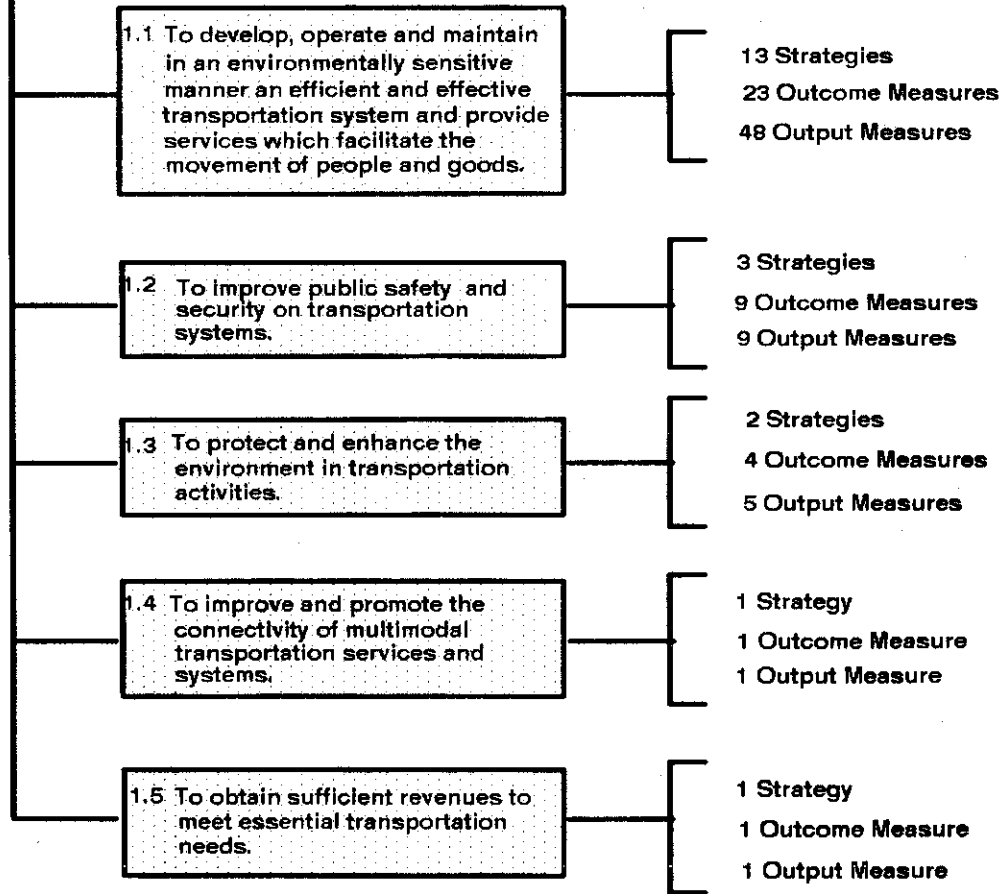 1.1 To develop, operate and maintain
in an environmentally sensitive
manner an efficient and effective
transportation system and provide
services which facilitate the
movement of people and goods.
13 Strategies
23 Outcome Measures
48 Output Measures
1.2 To improve public safety and
security on transportation
systems.
3 Strategies
9 Outcome Measures
9 Output Measures
1.3 To protect and enhance the
environment in transportation
activities.
2 Strategies
4 Outcome Measures
5 Output Measures
1.4 To improve and promote the
connectivity of multimodal
transportation services and
systems.
1 Strategy
1 Outcome Measure
1 Output Measure
1.5 To obtain sufficient revenues to
meet essential transportation
needs.
1 Strategy
1 Outcome Measure
1 Output Measure